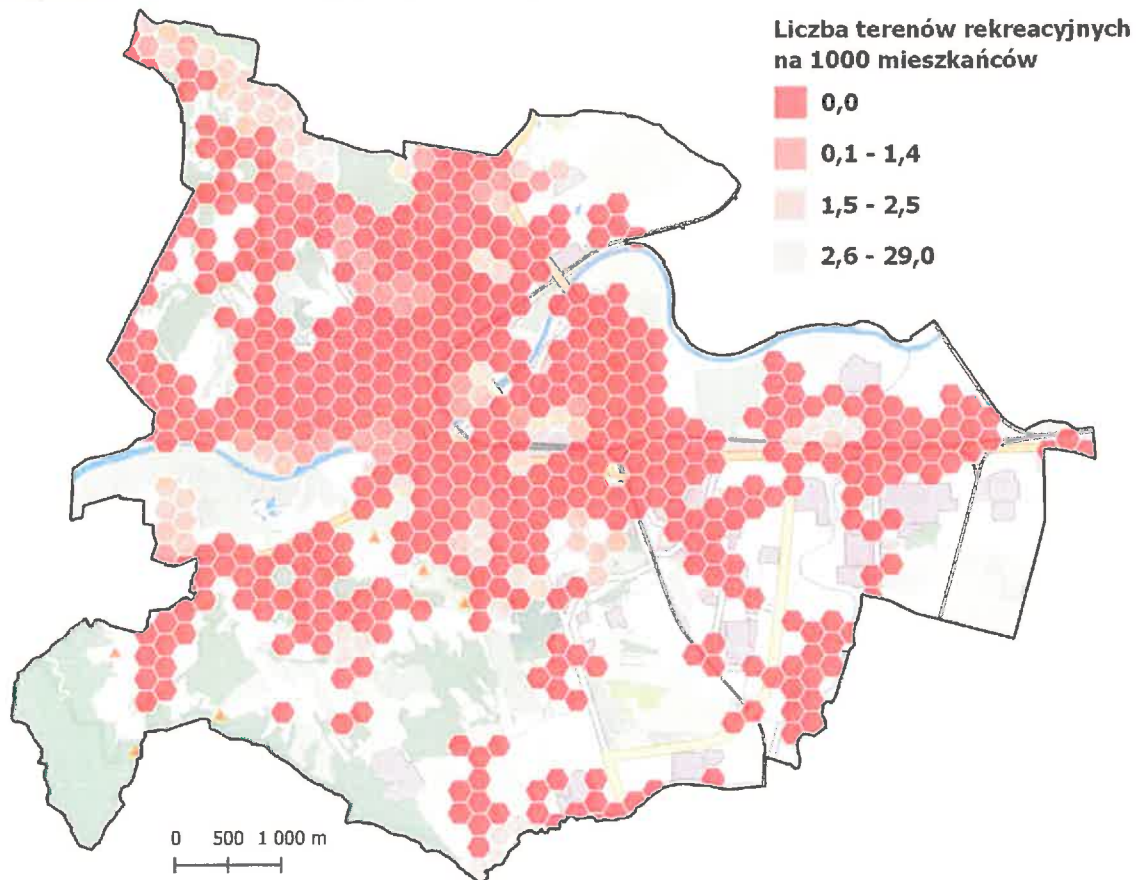 Liczba terenów rekreacyjnych
na 1000 mieszkańców
0,0
0,1 - 1,4
1,5 - 2,5
2,6 - 29,0
0 500 1 000 m